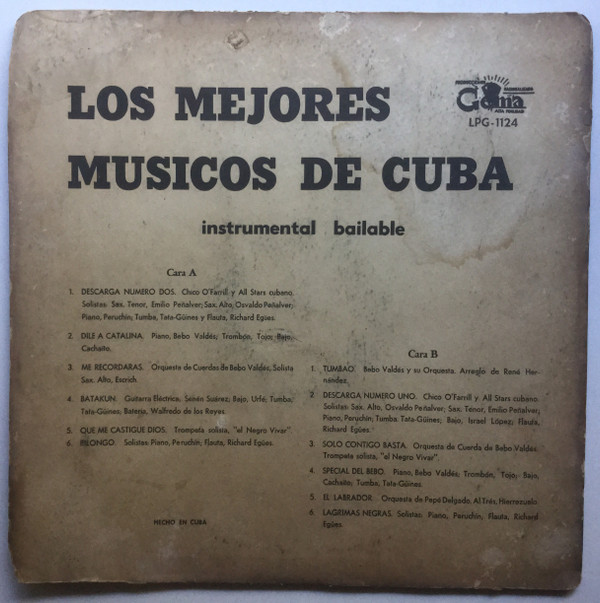 LOS MEJORES
MUSICOS DE CUBA
Gema
LPG-1124
instrumental bailable
Cara A
1. DESCARGA NUMERO DOS. Chico O'Farrill y All Stars cubano.
Solistas: Sax. Tenor, Emilio Peñalver; Sax. Alto, Osvaldo Peñalver;
Piano, Peruchín; Tumba, Tata-Güines y Flauta, Richard Egües.
2. DILE A CATALINA. Piano, Bebo Valdés; Trombón, Tojo; Bajo,
Cachaíto.
3. ME RECORDARAS. Orquesta de Cuerdas de Bebo Valdés, Solista
Sax. Alto, Escrich.
4. BATAKUN. Guitarra Eléctrica, Senén Suárez; Bajo, Urfé; Tumba,
Tata-Güines; Batería, Walfredo de los Reyes.
5. QUE ME CASTIGUE DIOS. Trompeta solista, "el Negro Vivar".
6. BILONGO. Solistas: Piano, Peruchín; Flauta, Richard Egües.
HECHO EN CUBA
Cara B
1. TUMBAO. Bebo Valdés y su Orquesta. Arreglo de René Her-
nández.
2. DESCARGA NUMERO UNO. Chico O'Farrill y All Stars cubano.
Solistas: Sax. Alto, Osvaldo Peñalver; Sax. Tenor, Emilio Peñalver,
Piano, Peruchín; Tumba. Tata-Güines; Bajo, Israel López; Flauta,
Richard Egües.
3. SOLO CONTIGO BASTA. Orquesta de Cuerda de Bebo Valdés.
Trompeta solista, "el Negro Vivar".
4. SPECIAL DEL BEBO. Piano, Bebo Valdés; Trombón, Tojo; Bajo,
Cachaíto; Tumba, Tata-Güines.
5. EL LABRADOR. Orquesta de Pepé Delgado. Al Trés, Hierrezuelo.
6. LAGRIMAS NEGRAS. Solistas: Piano, Peruchín, Flauta, Richard
Egües.